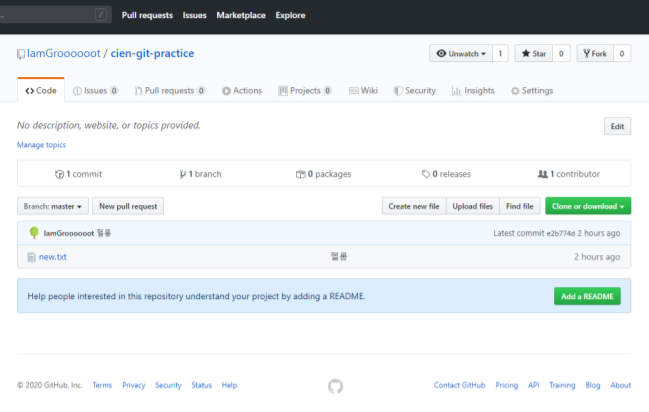 ... / Pull requests Issues Marketplace Explore
IamGroooooot / cien-git-practice Unwatch 1 Star 0 Fork 0
Code Issues 0 Pull requests 0 Actions Projects 0 Wiki Security Insights Settings
No description, website, or topics provided. Edit
Manage topics
1 commit 1 branch 0 packages 0 releases 1 contributor
Branch: master New pull request Create new file Upload files Find file Clone or download
IamGroooooot Latest commit e2b774d 2 hours ago
new.txt 2 hours ago
Help people interested in this repository understand your project by adding a README. Add a README
© 2020 GitHub, Inc. Terms Privacy Security Status Help Contact GitHub Pricing API Training Blog About